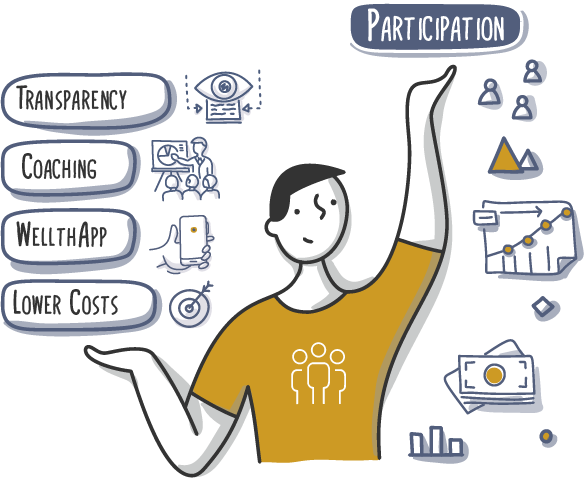 PARTICIPATION
TRANSPARENCY
COACHING
WELLTHAPP
LOWER COSTS